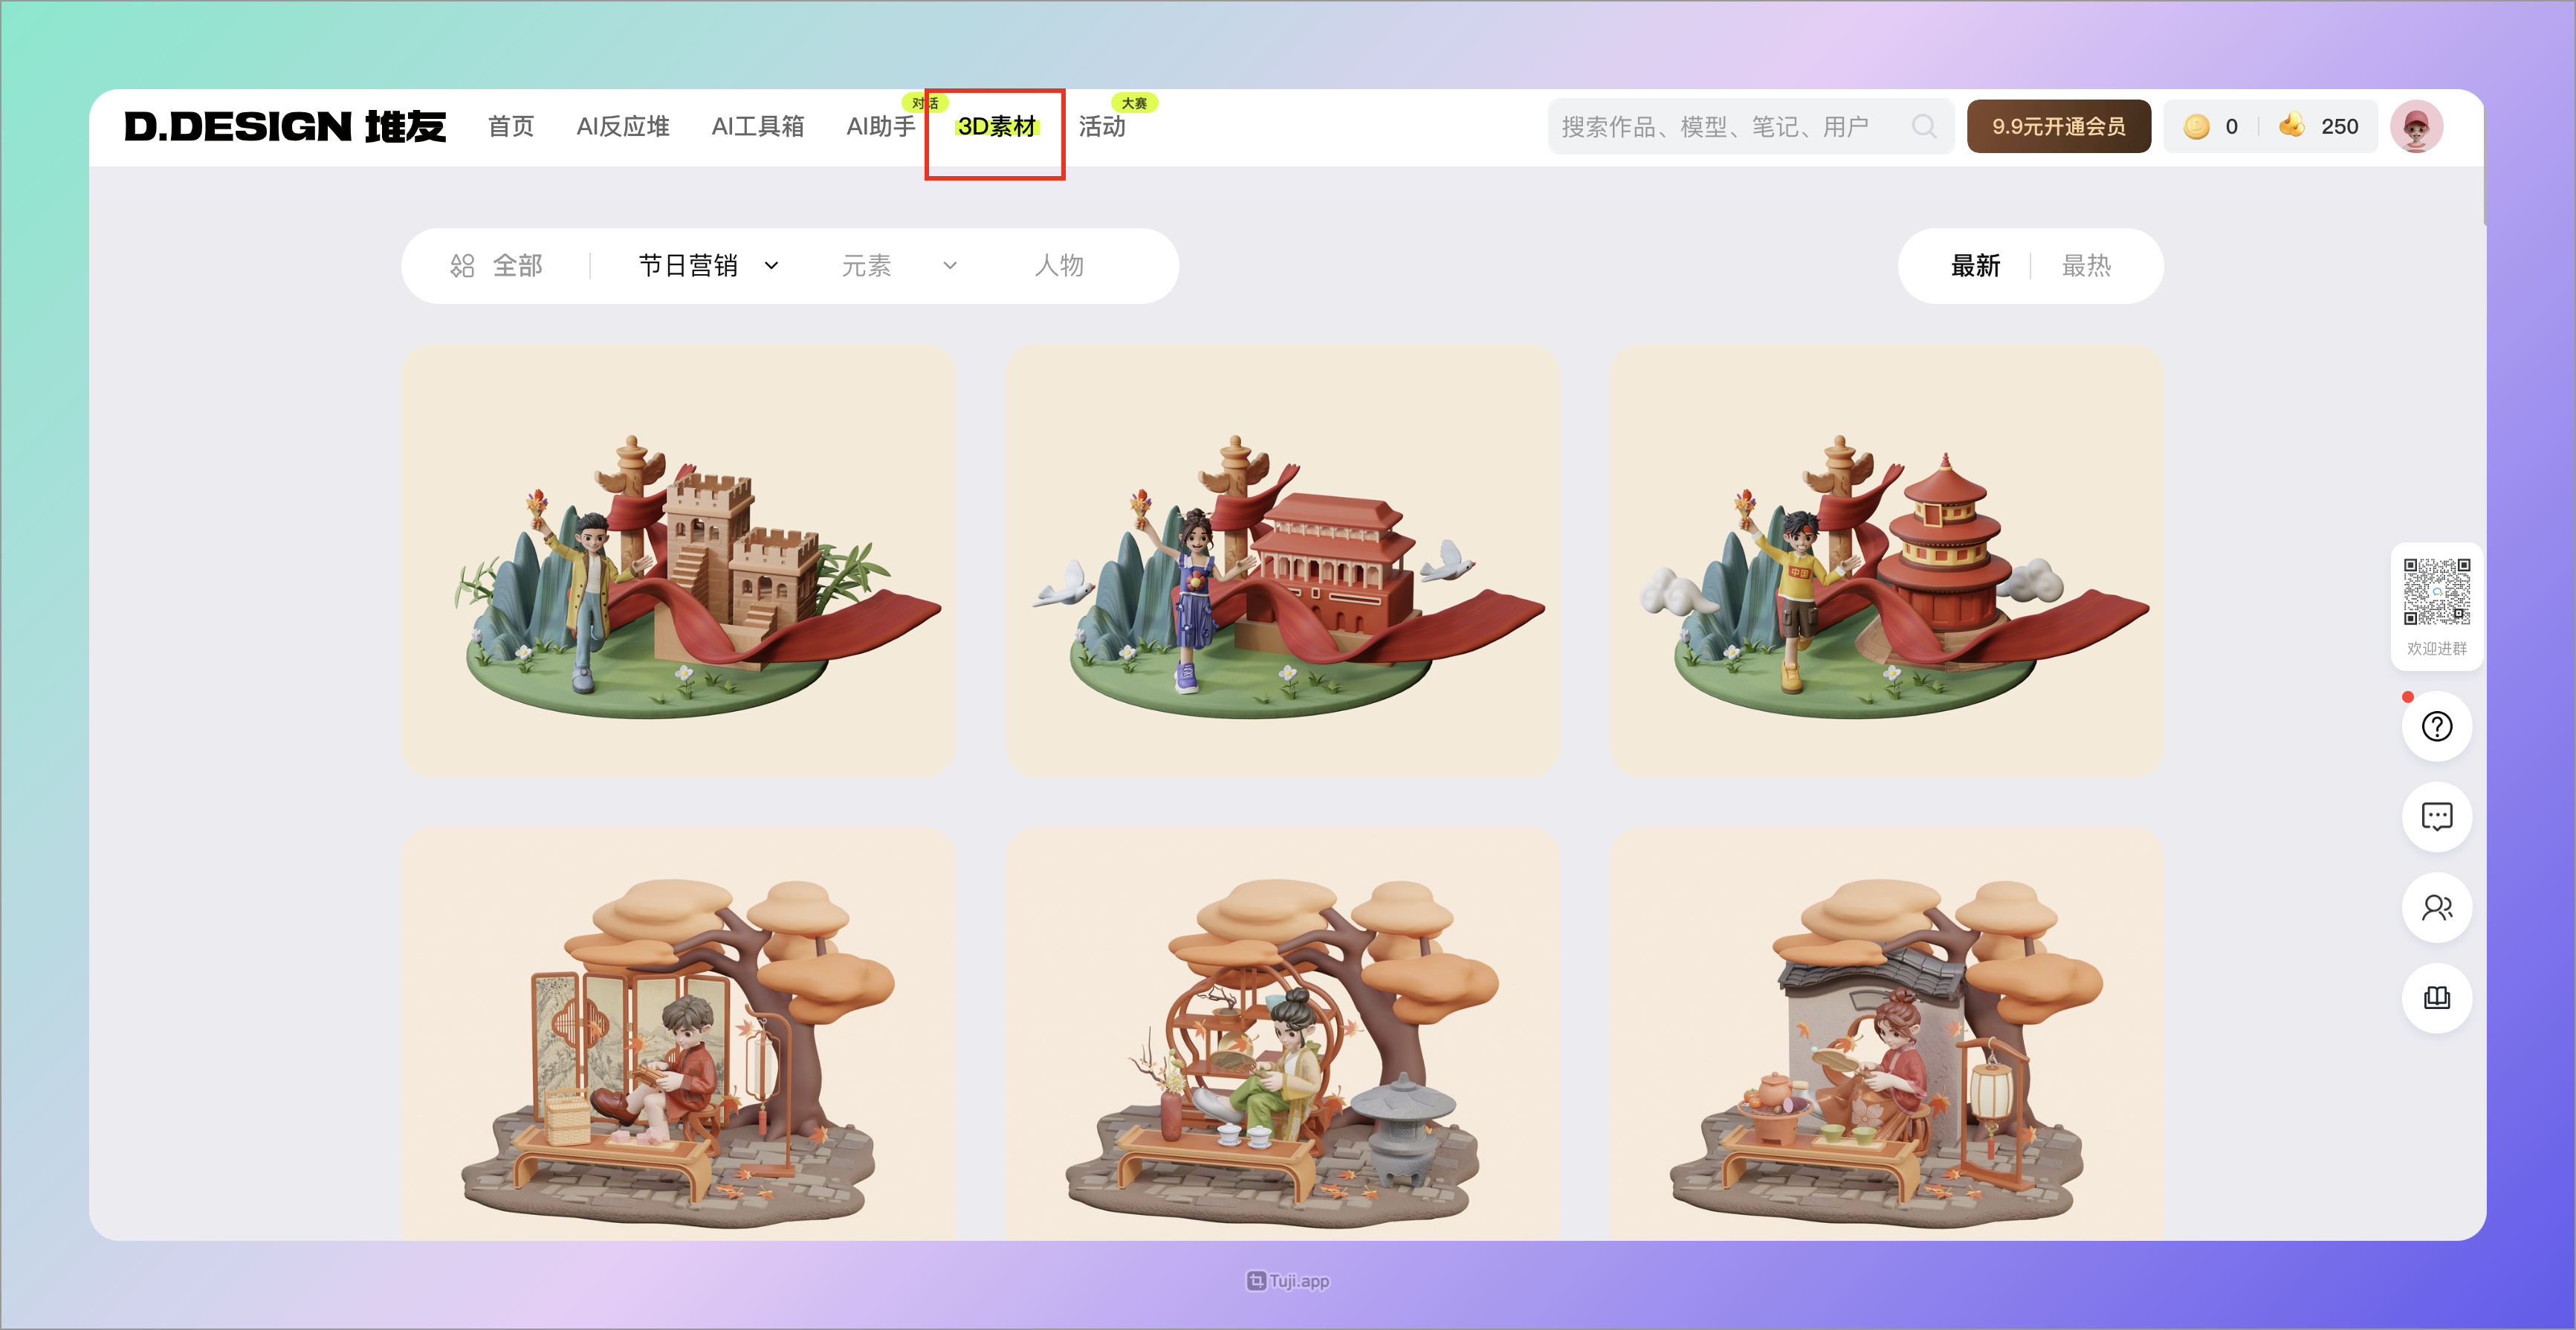 D.DESIGN 堆友
首页
AI反应堆
AI工具箱
AI助手
对话
3D素材
活动
大赛
搜索作品、模型、笔记、用户
9.9元开通会员
0
250
全部
节日营销
元素
人物
最新
最热
中国
欢迎进群
Tuji.app